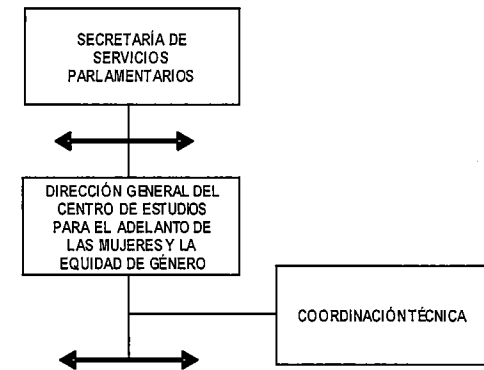 SECRETARÍA DE
SERVICIOS
PARLAMENTARIOS
DIRECCIÓN GENERAL DEL
CENTRO DE ESTUDIOS
PARA EL ADELANTO DE
LAS MUJERES Y LA
EQUIDAD DE GÉNERO
COORDINACIÓN TÉCNICA